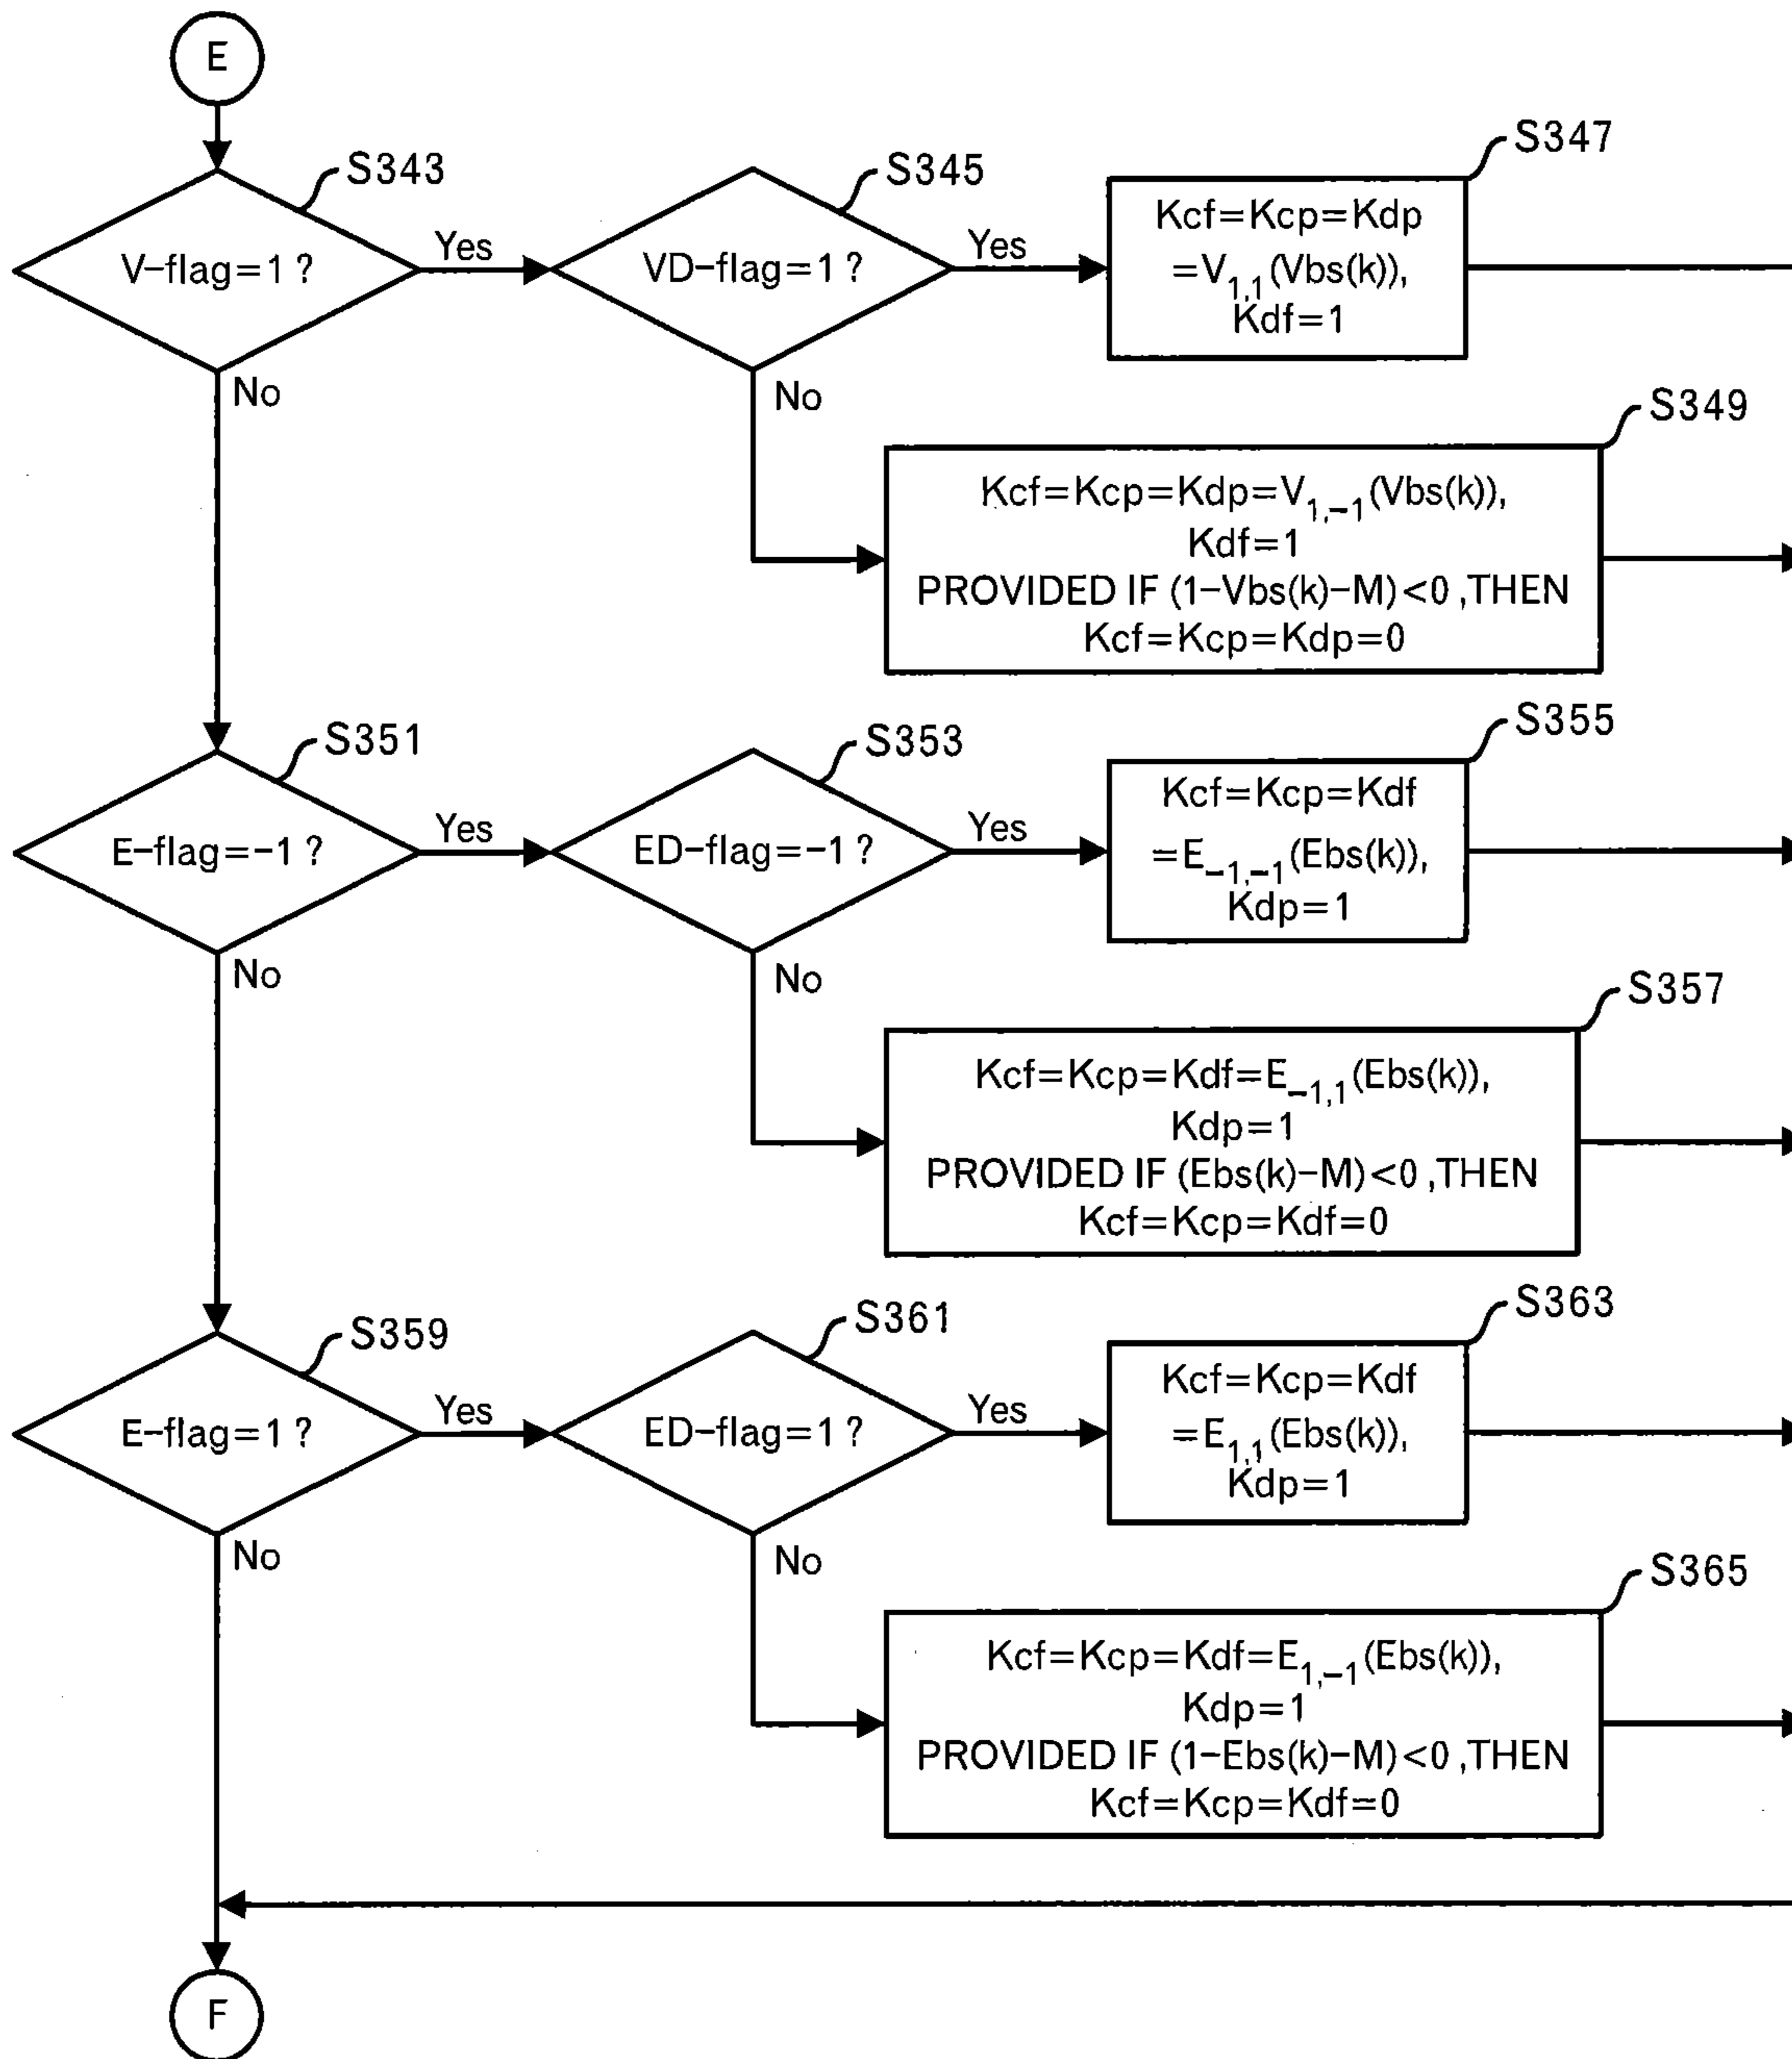 E
S343
V-flag=1 ?
Yes
No
S345
VD-flag=1 ?
Yes
No
S347
Kcf=Kcp=Kdp
=V1,1(Vbs(k)),
Kdf=1
S349
Kcf=Kcp=Kdp=V1,−1(Vbs(k)),
Kdf=1
PROVIDED IF (1−Vbs(k)−M)<0 ,THEN
Kcf=Kcp=Kdp=0
S351
E-flag=−1 ?
Yes
No
S353
ED-flag=−1 ?
Yes
No
S355
Kcf=Kcp=Kdf
=E−1,−1(Ebs(k)),
Kdp=1
S357
Kcf=Kcp=Kdf=E−1,1(Ebs(k)),
Kdp=1
PROVIDED IF (Ebs(k)−M)<0 ,THEN
Kcf=Kcp=Kdf=0
S359
E-flag=1 ?
Yes
No
S361
ED-flag=1 ?
Yes
No
S363
Kcf=Kcp=Kdf
=E1,1(Ebs(k)),
Kdp=1
S365
Kcf=Kcp=Kdf=E1,−1(Ebs(k)),
Kdp=1
PROVIDED IF (1−Ebs(k)−M)<0 ,THEN
Kcf=Kcp=Kdf=0
F